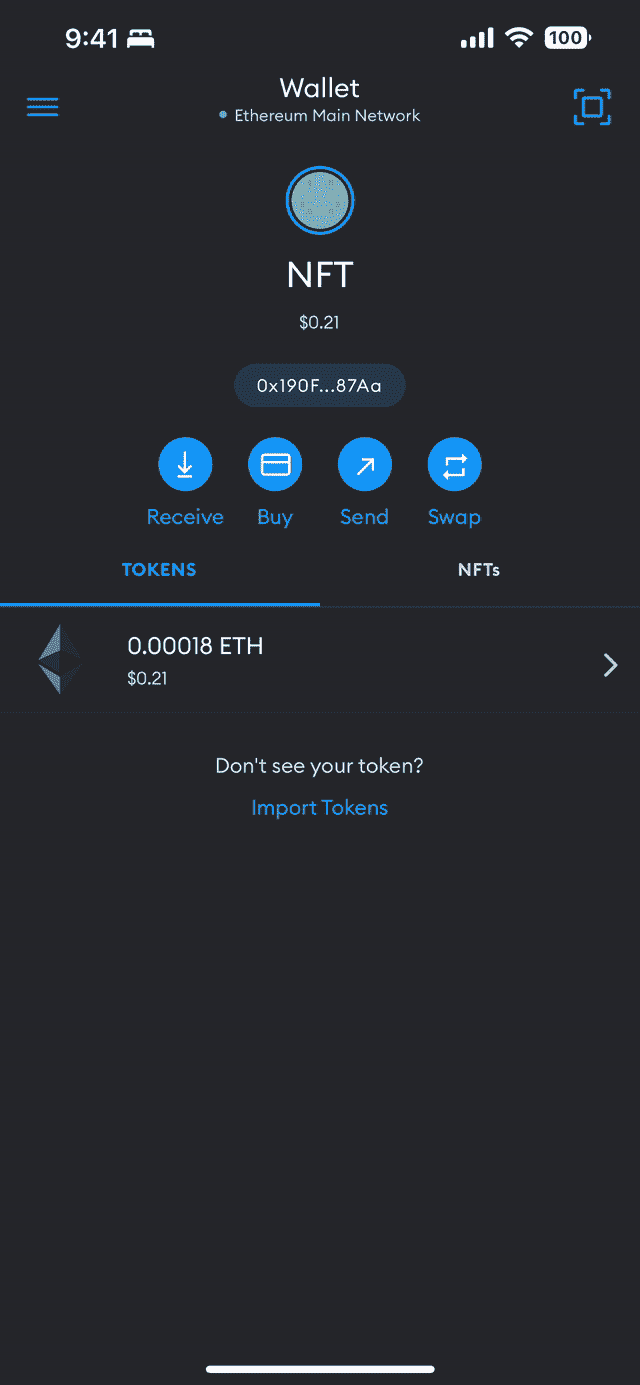 9:41
100
Wallet
Ethereum Main Network
NFT
$0.21
0x190F...87Aa
Receive Buy Send Swap
TOKENS NFTs
0.00018 ETH
$0.21
Don't see your token?
Import Tokens